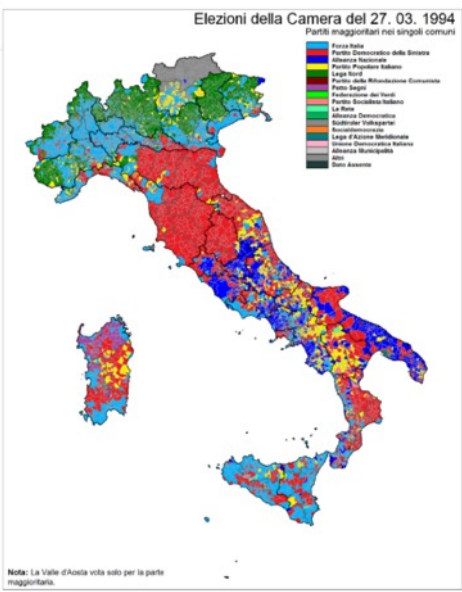 Elezioni della Camera del 27. 03. 1994
Partiti maggioritari nei singoli comuni
Forza Italia
Partito Democratico della Sinistra
Alleanza Nazionale
Partito Popolare Italiano
Lega Nord
Partito della Rifondazione Comunista
Patto Segni
Federazione dei Verdi
Partito Socialista Italiano
La Rete
Alleanza Democratica
Südtiroler Volkspartei
Socialdemocrazia
Lega d'Azione Meridionale
Unione Democratica Italiana
Alleanza Municipalità
Altri
Dato Assente
Nota: La Valle d'Aosta vota solo per la parte
maggioritaria.